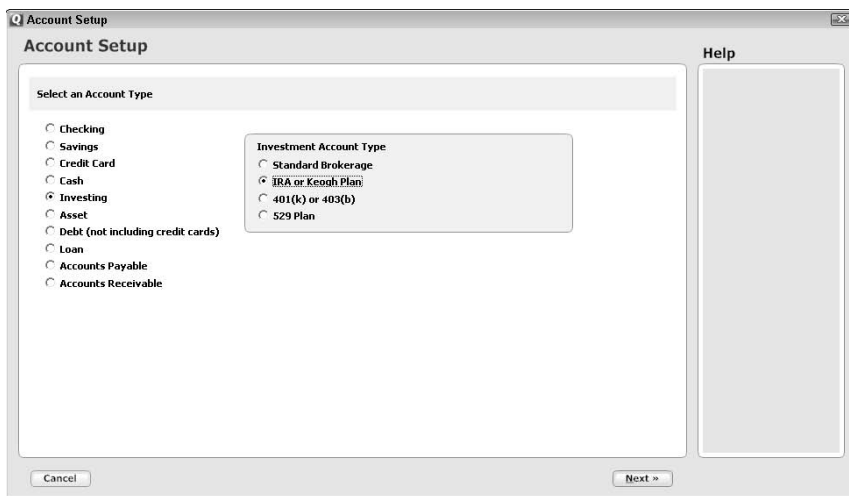 Account Setup
Account Setup
Help
Select an Account Type
Checking
Savings
Credit Card
Cash
Investing
Asset
Debt (not including credit cards)
Loan
Accounts Payable
Accounts Receivable
Investment Account Type
Standard Brokerage
IRA or Keogh Plan
401(k) or 403(b)
529 Plan
Cancel
Next »